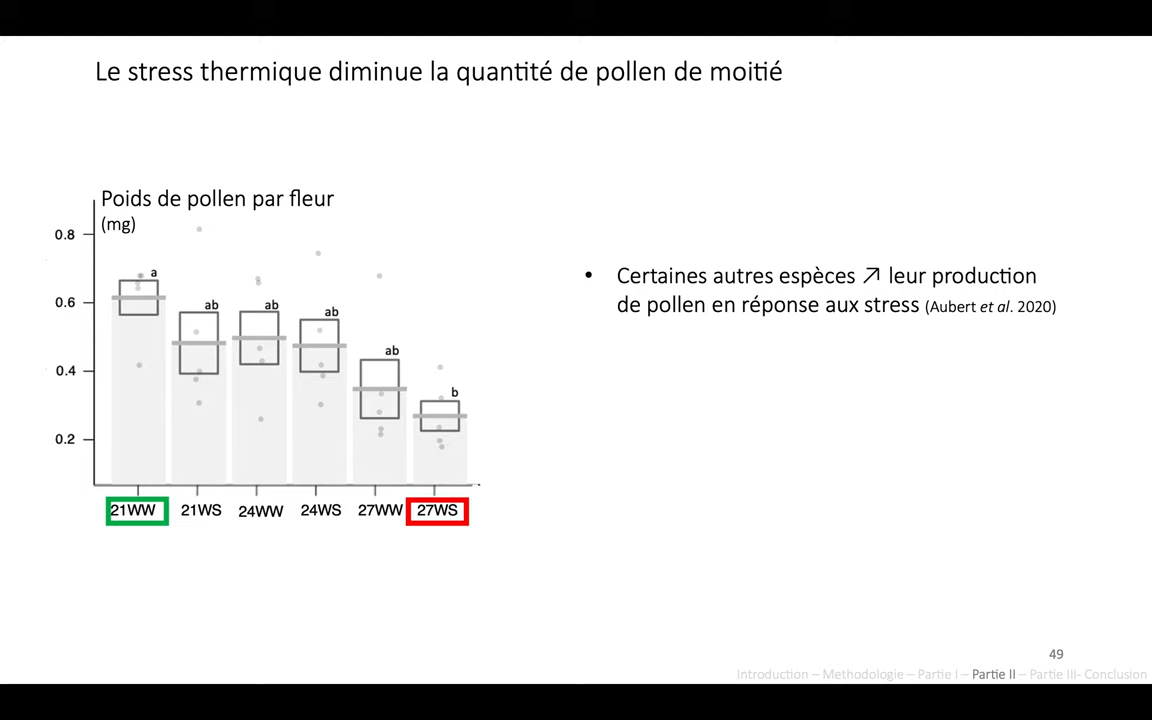 Le stress thermique diminue la quantité de pollen de moitié
Poids de pollen par fleur
(mg)
0.8
0.6
0.4
0.2
a
ab
ab
ab
ab
b
21WW 21WS 24WW 24WS 27WW 27WS
• Certaines autres espèces ↗ leur production
de pollen en réponse aux stress (Aubert et al. 2020)
49
Introduction – Methodologie – Partie I – Partie II – Partie III- Conclusion